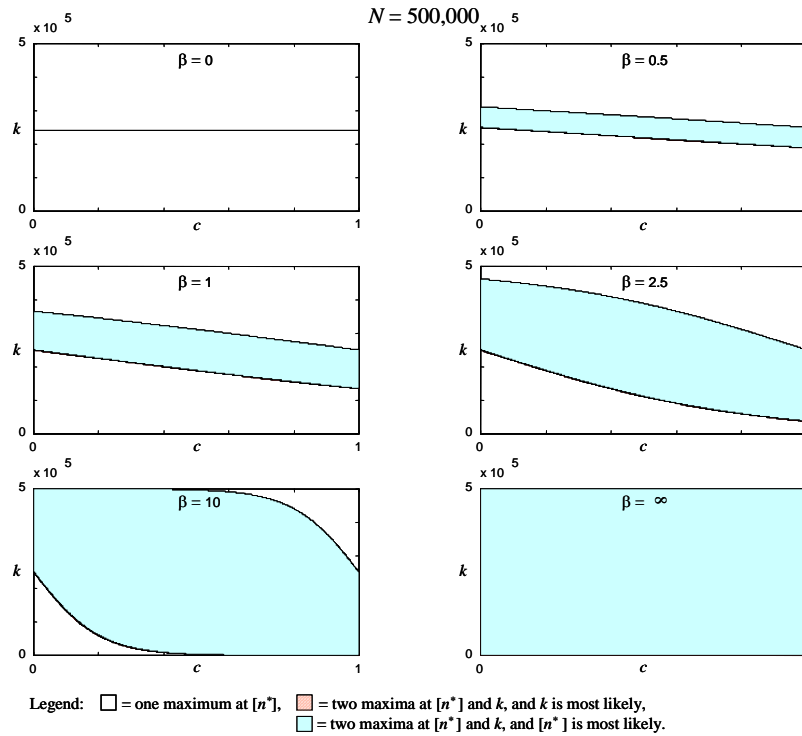 N = 500,000
x 10 5
5
β = 0
k
0
0
c
1
x 10 5
5
β = 0.5
k
0
0
c
x 10 5
5
β = 1
k
0
0
c
1
x 10 5
5
β = 2.5
k
0
0
c
x 10 5
5
β = 10
k
0
0
c
1
x 10 5
5
β = ∞
k
0
0
c
Legend: = one maximum at [n*], = two maxima at [n*] and k, and k is most likely,
= two maxima at [n*] and k, and [n*] is most likely.